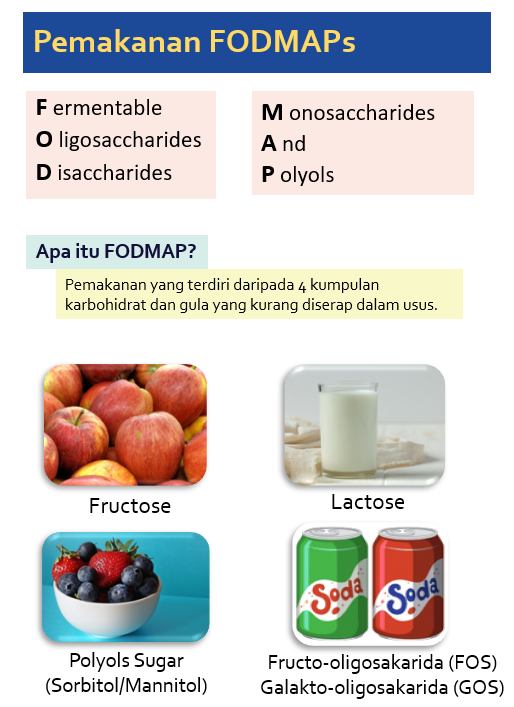 Pemakanan FODMAPs
F ermentable
O ligosaccharides
D isaccharides
M onosaccharides
A nd
P olyols
Apa itu FODMAP?
Pemakanan yang terdiri daripada 4 kumpulan
karbohidrat dan gula yang kurang diserap dalam usus.
Fructose
Lactose
Soda
Soda
Polyols Sugar
(Sorbitol/Mannitol)
Fructo-oligosakarida (FOS)
Galakto-oligosakarida (GOS)